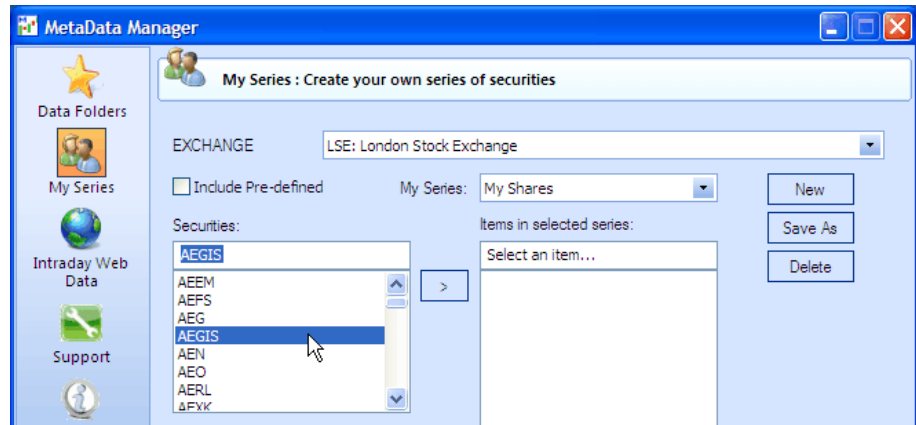 MetaData Manager
My Series : Create your own series of securities
Data Folders
My Series
Intraday Web
Data
Support
EXCHANGE
LSE: London Stock Exchange
Include Pre-defined
My Series:
My Shares
New
Securities:
Items in selected series:
Save As
AEGIS
Select an item...
Delete
>
AEEM
AEFS
AEG
AEGIS
AEN
AEO
AERL
AEXK